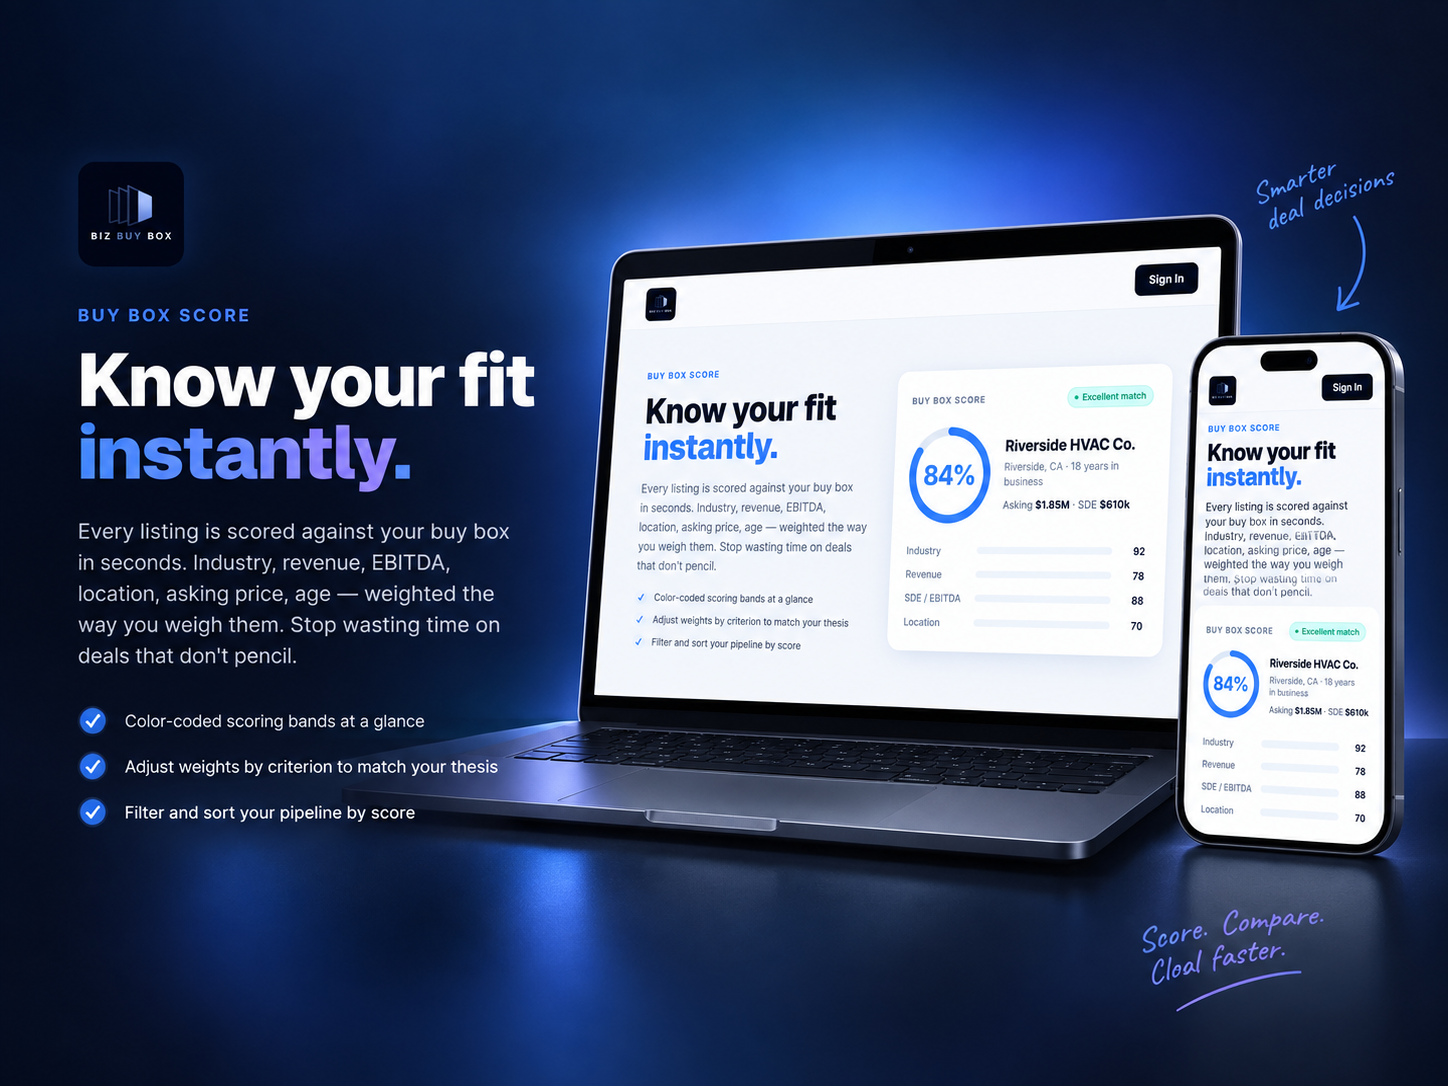 BIZ BUY BOX
BUY BOX SCORE
Know your fit
instantly.
Every listing is scored against your buy box
in seconds. Industry, revenue, EBITDA,
location, asking price, age — weighted the
way you weigh them. Stop wasting time on
deals that don't pencil.
Color-coded scoring bands at a glance
Adjust weights by criterion to match your thesis
Filter and sort your pipeline by score
Sign In
BUY BOX SCORE
Know your fit
instantly.
Every listing is scored against your buy box
in seconds. Industry, revenue, EBITDA,
location, asking price, age — weighted the way
you weigh them. Stop wasting time on deals
that don't pencil.
Color-coded scoring bands at a glance
Adjust weights by criterion to match your thesis
Filter and sort your pipeline by score
BUY BOX SCORE
Excellent match
84%
Riverside HVAC Co.
Riverside, CA · 18 years in
business
Asking $1.85M · SDE $610k
Industry 92
Revenue 78
SDE / EBITDA 88
Location 70
Smarter
deal decisions
Sign In
BUY BOX SCORE
Know your fit
instantly.
Every listing is scored against
your buy box in seconds.
Industry, revenue,
location, asking price, age —
weighted the way you weigh
them. Stop wasting time on
deals that don't pencil.
BUY BOX SCORE
Excellent match
84%
Riverside HVAC Co.
Riverside, CA · 18 years
in business
Asking $1.85M · SDE $610k
Industry 92
Revenue 78
SDE / EBITDA 88
Location 70
Score. Compare.
Cloal faster.